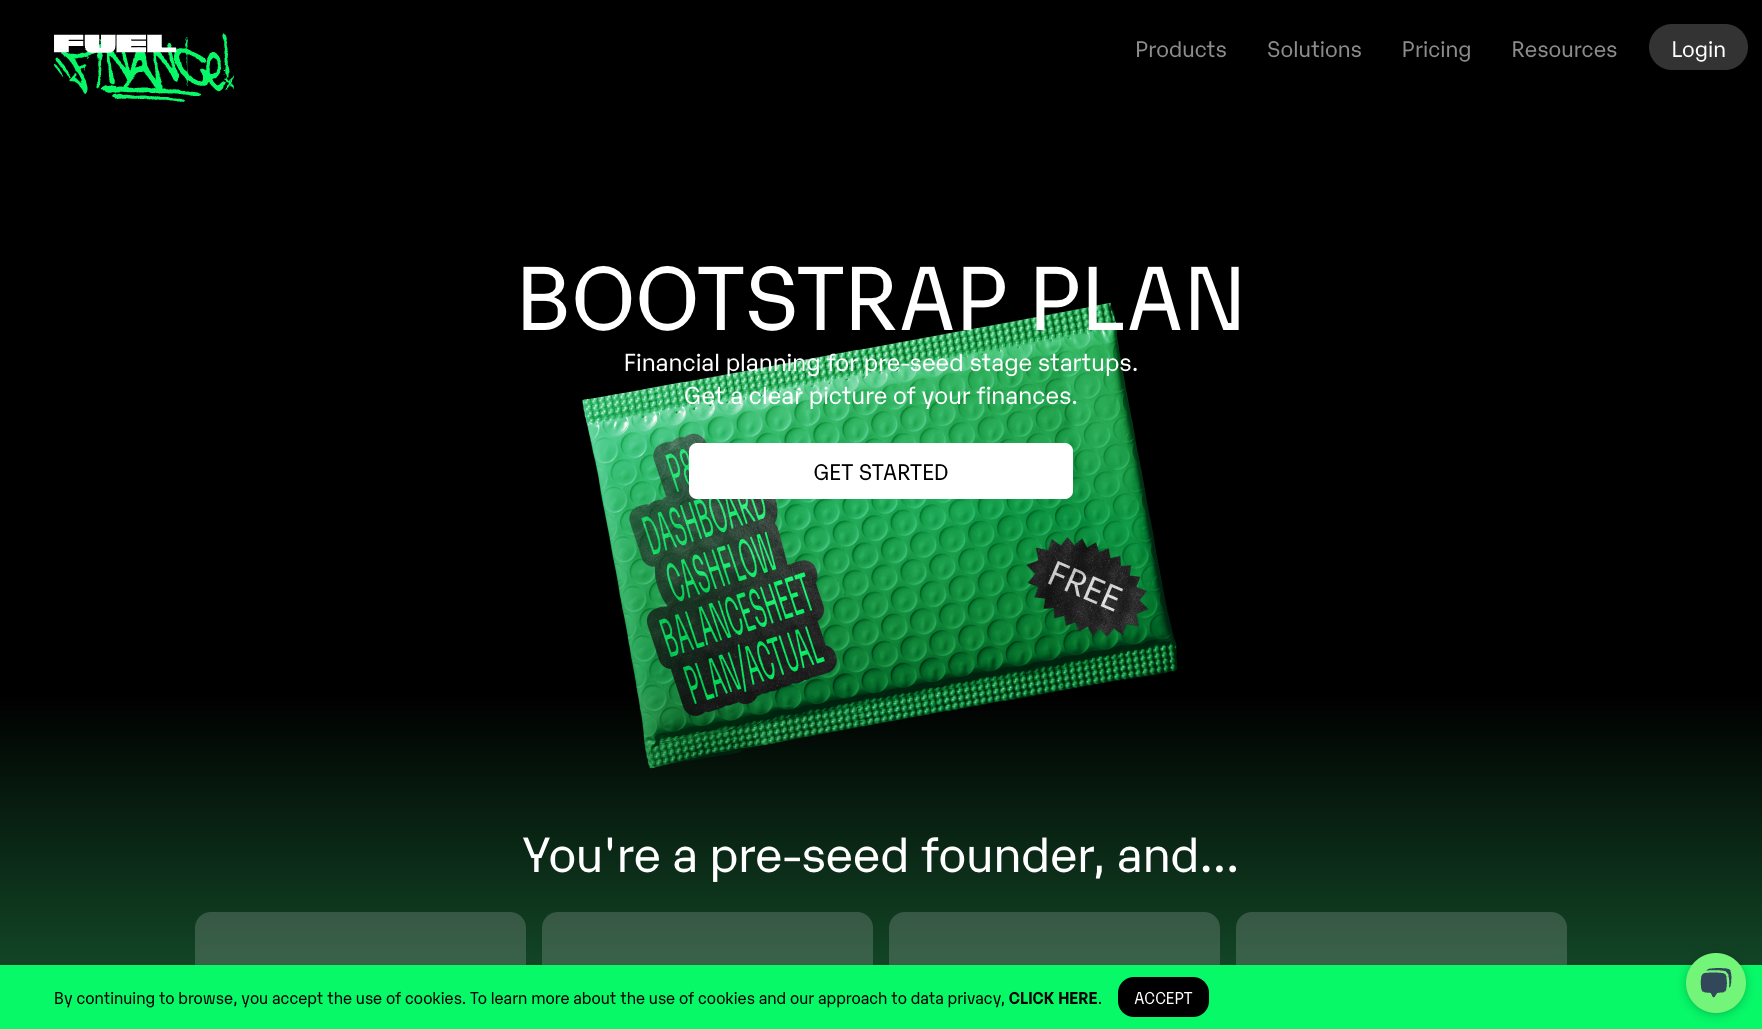 FUEL
FINANCE!
Products
Solutions
Pricing
Resources
Login
BOOTSTRAP PLAN
Financial planning for pre-seed stage startups.
Get a clear picture of your finances.
GET STARTED
DASHBOARD
CASHFLOW
BALANCESHEET
PLAN/ACTUAL
FREE
You're a pre-seed founder, and...
By continuing to browse, you accept the use of cookies. To learn more about the use of cookies and our approach to data privacy, CLICK HERE.
ACCEPT